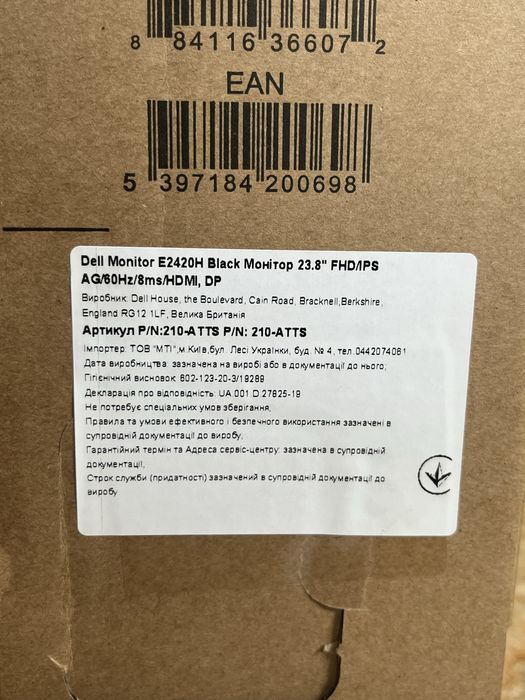 8 84116 36607 2
EAN
5 397184 200698
Dell Monitor E2420H Black Монітор 23.8" FHD/IPS
AG/60Hz/8ms/HDMI, DP
Виробник: Dell House, the Boulevard, Cain Road, Bracknell,Berkshire,
England RG12 1LF, Велика Британія
Артикул P/N:210-ATTS P/N: 210-ATTS
Імпортер: ТОВ "МТІ",м.Київ,бул. Лесі Українки, буд. № 4, тел.0442074081
Дата виробництва: зазначена на виробі або в документації до нього;
Гігієнічний висновок: 602-123-20-3/19289
Декларація про відповідність: UA.001.D.27825-19
Не потребує спеціальних умов зберігання.
Правила та умови ефективного і безпечного використання зазначені в
супровідній документації до виробу.
Гарантійний термін та Адреса сервіс-центру: зазначена в супровідній
документації,
Строк служби (придатності) зазначений в супровідній документації до
виробу